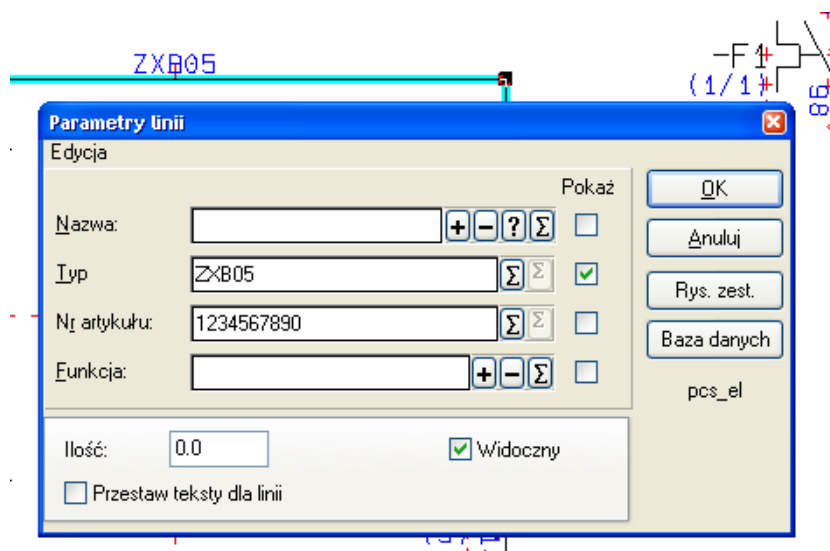 ZXB05
-F1
(1/1)
98
Parametry linii
Edycja
Pokaż
OK
Nazwa:
+ - ? Σ
Anuluj
Typ
ZXB05
Σ Σ
Rys. zest.
Nr artykułu:
1234567890
Σ Σ
Baza danych
Funkcja:
+ - Σ
pcs_el
Ilość:
0.0
Widoczny
Przestaw teksty dla linii